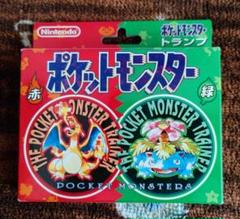 Nintendo
ポケットモンスター
トランプ
ポケットモンスター
赤
緑
THE POCKET MONSTER TRAINER
THE POCKET MONSTER TRAINER
POCKET MONSTERS